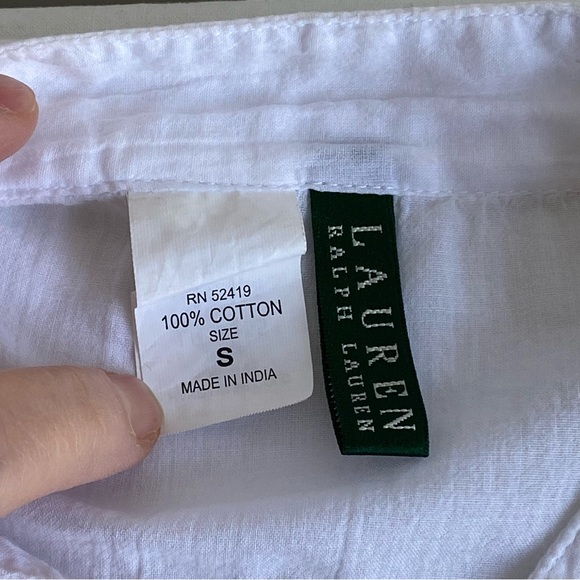 RN 52419
100% COTTON
SIZE
S
MADE IN INDIA
LAUREN
RALPH LAUREN